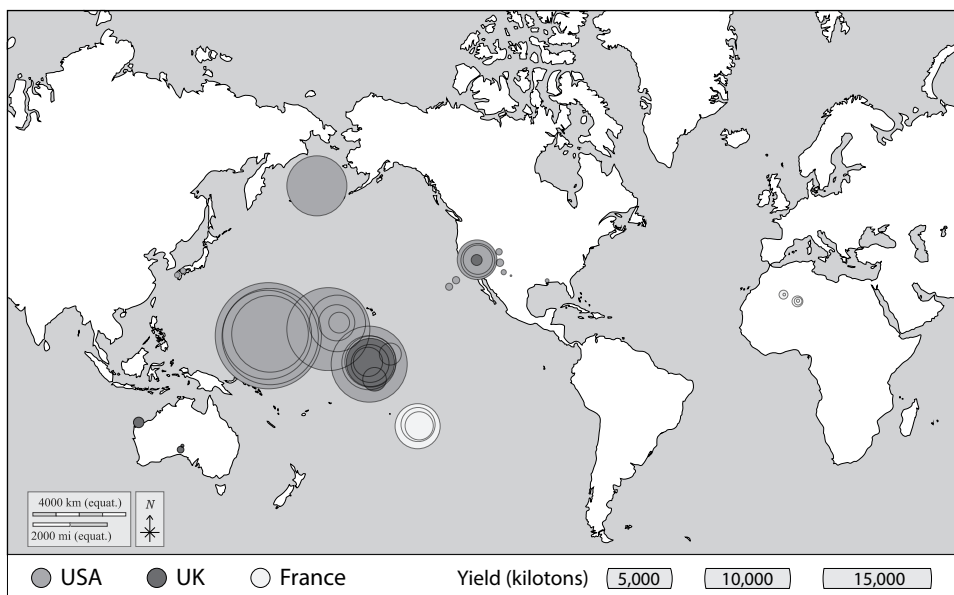 4000 km (equat.)
2000 mi (equat.)
N
USA
UK
France
Yield (kilotons)
5,000
10,000
15,000